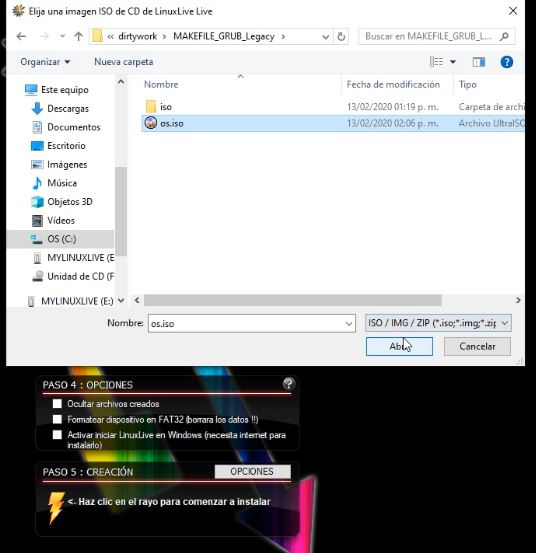 Elija una imagen ISO de CD de LinuxLive Live
« dirtywork > MAKEFILE_GRUB_Legacy >
Buscar en MAKEFILE_GRUB_L...
Organizar
Nueva carpeta
Nombre
Fecha de modificación
Tipo
iso
13/02/2020 01:19 p. m.
Carpeta de archi
os.iso
13/02/2020 02:06 p. m.
Archivo UltraISO
Este equipo
Descargas
Documentos
Escritorio
Imágenes
Música
Objetos 3D
Vídeos
OS (C:)
MYLINUXLIVE (E
Unidad de CD (F
MYLINUXLIVE (E:)
Nombre:
os.iso
ISO / IMG / ZIP (*.iso;*.img;*.zip
Cancelar
PASO 4 : OPCIONES
?
Ocultar archivos creados
Formatear dispositivo en FAT32 (borrara los datos !!)
Activar iniciar LinuxLive en Windows (necesita internet para
instalarlo)
PASO 5 : CREACIÓN
OPCIONES
<- Haz clic en el rayo para comenzar a instalar